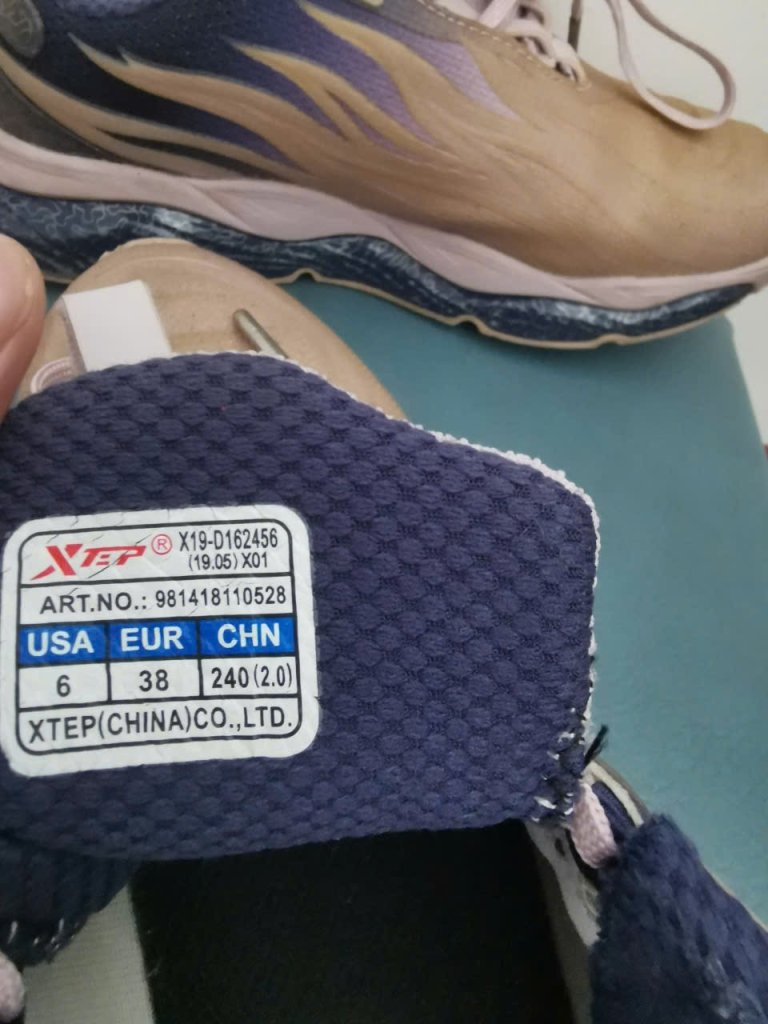 XTEP® X19-D162456
(19.05) X01
ART.NO.: 981418110528
USA EUR CHN
6 38 240(2.0)
XTEP(CHINA)CO.,LTD.